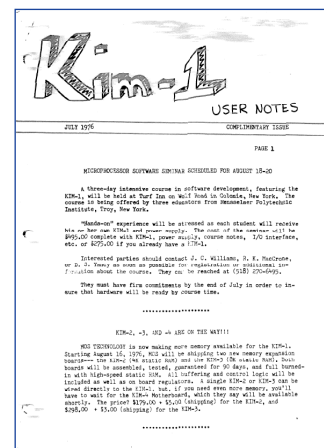 Kim-1
USER NOTES
JULY 1976 COMPLIMENTARY ISSUE
PAGE 1
MICROPROCESSOR SOFTWARE SEMINAR SCHEDULED FOR AUGUST 18-20
A three-day intensive course in software development, featuring the
KIM-1, will be held at Turf Inn on Wolf Road in Colonie, New York. The
course is being offered by three educators from Rensselaer Polytechnic
Institute, Troy, New York.
"Hands-on" experience will be stressed as each student will receive
his or her own KIM-1 and power supply. The cost of the seminar will be
$495.00 complete with KIM-1, power supply, course notes, I/O interface,
etc. or $275.00 if you already have a KIM-1.
Interested parties should contact J. C. Williams, R. K. MacCrone,
or D. S. Yaney as soon as possible for registration or additional in-
formation about the course. They can be reached at (518) 270-6495.
They must have firm commitments by the end of July in order to in-
sure that hardware will be ready by course time.
********************
KIM-2, -3, AND -4 ARE ON THE WAY!!!
MOS TECHNOLOGY is now making more memory available for the KIM-1.
Starting August 16, 1976, MOS will be shipping two new memory expansion
boards--- the KIM-2 (4K static RAM) and the KIM-3 (8K static RAM). Both
boards will be assembled, tested, guaranteed for 90 days, and full burned-
in with high-speed static RAM. All buffering and control logic will be
included as well as on board regulators. A single KIM-2 or KIM-3 can be
wired directly to the KIM-1. but, if you need even more memory, you'll
have to wait for the KIM-4 Motherboard, which they say will be available
shortly. The price? $179.00 + $3.00 (shipping) for the KIM-2, and
$298.00 + $3.00 (shipping) for the KIM-3.
********************